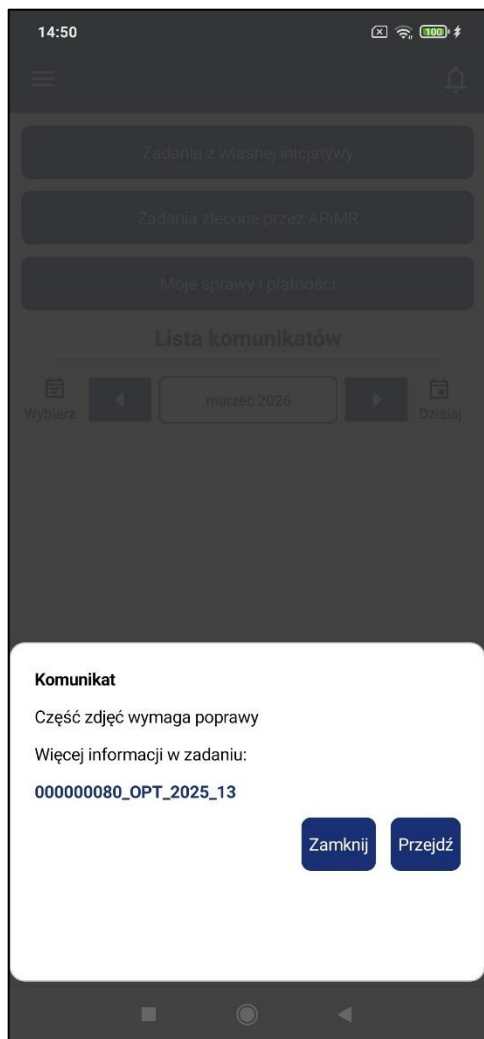 14:50
100
Zadania z własnej inicjatywy
Zadania zlecone przez ARiMR
Moje sprawy i płatności
Lista komunikatów
Wybierz
marzec 2026
Dzisiaj
Komunikat
Część zdjęć wymaga poprawy
Więcej informacji w zadaniu:
000000080_OPT_2025_13
Zamknij
Przejdź